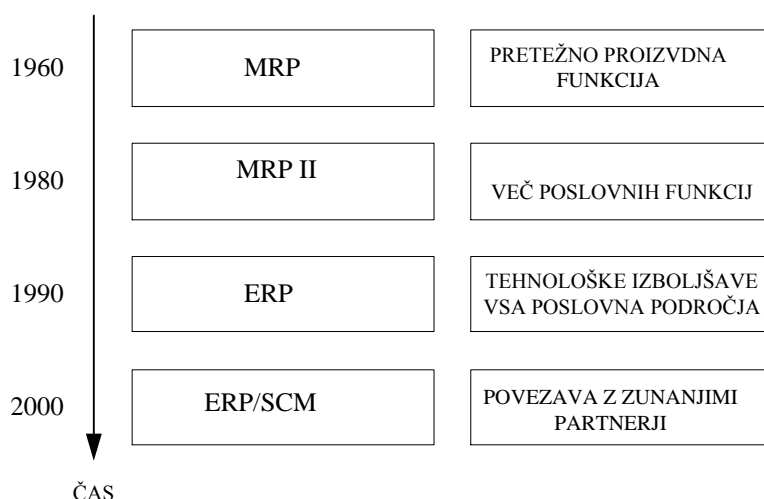 1960
MRP
PRETEŽNO PROIZVDNA
FUNKCIJA
1980
MRP II
VEČ POSLOVNIH FUNKCIJ
1990
ERP
TEHNOLOŠKE IZBOLJŠAVE
VSA POSLOVNA PODROČJA
2000
ERP/SCM
POVEZAVA Z ZUNANJIMI
PARTNERJI
ČAS